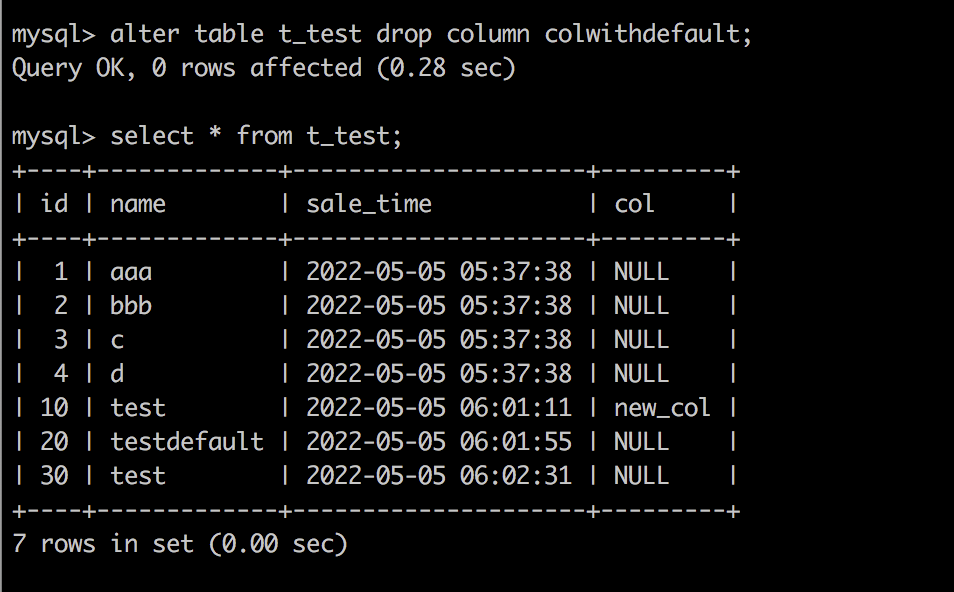 mysql> alter table t_test drop column colwithdefault;
Query OK, 0 rows affected (0.28 sec)

mysql> select * from t_test;
+----+-------------+---------------------+---------+
| id | name        | sale_time           | col     |
+----+-------------+---------------------+---------+
|  1 | aaa         | 2022-05-05 05:37:38 | NULL    |
|  2 | bbb         | 2022-05-05 05:37:38 | NULL    |
|  3 | c           | 2022-05-05 05:37:38 | NULL    |
|  4 | d           | 2022-05-05 05:37:38 | NULL    |
| 10 | test        | 2022-05-05 06:01:11 | new_col |
| 20 | testdefault | 2022-05-05 06:01:55 | NULL    |
| 30 | test        | 2022-05-05 06:02:31 | NULL    |
+----+-------------+---------------------+---------+
7 rows in set (0.00 sec)